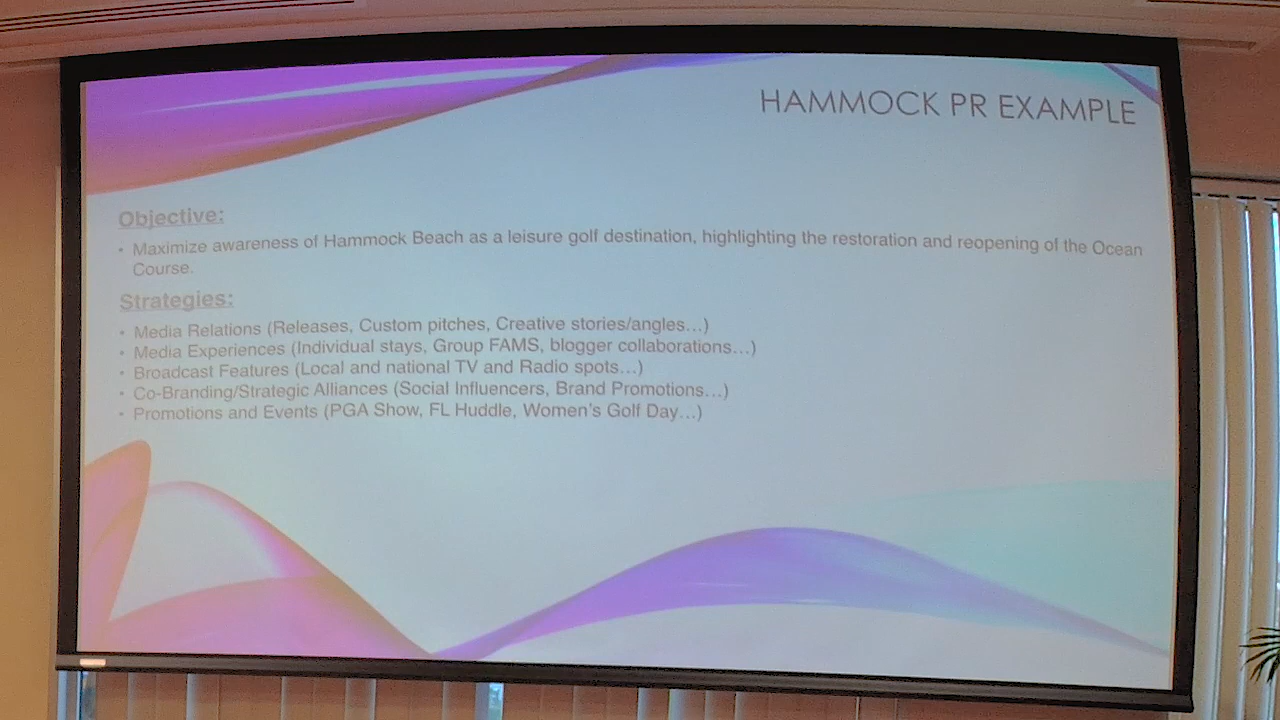 HAMMOCK PR EXAMPLE
Objective:
• Maximize awareness of Hammock Beach as a leisure golf destination, highlighting the restoration and reopening of the Ocean
Course.
Strategies:
• Media Relations (Releases, Custom pitches, Creative stories/angles…)
• Media Experiences (Individual stays, Group FAMS, blogger collaborations…)
• Broadcast Features (Local and national TV and Radio spots…)
• Co-Branding/Strategic Alliances (Social Influencers, Brand Promotions…)
• Promotions and Events (PGA Show, FL Huddle, Women's Golf Day…)